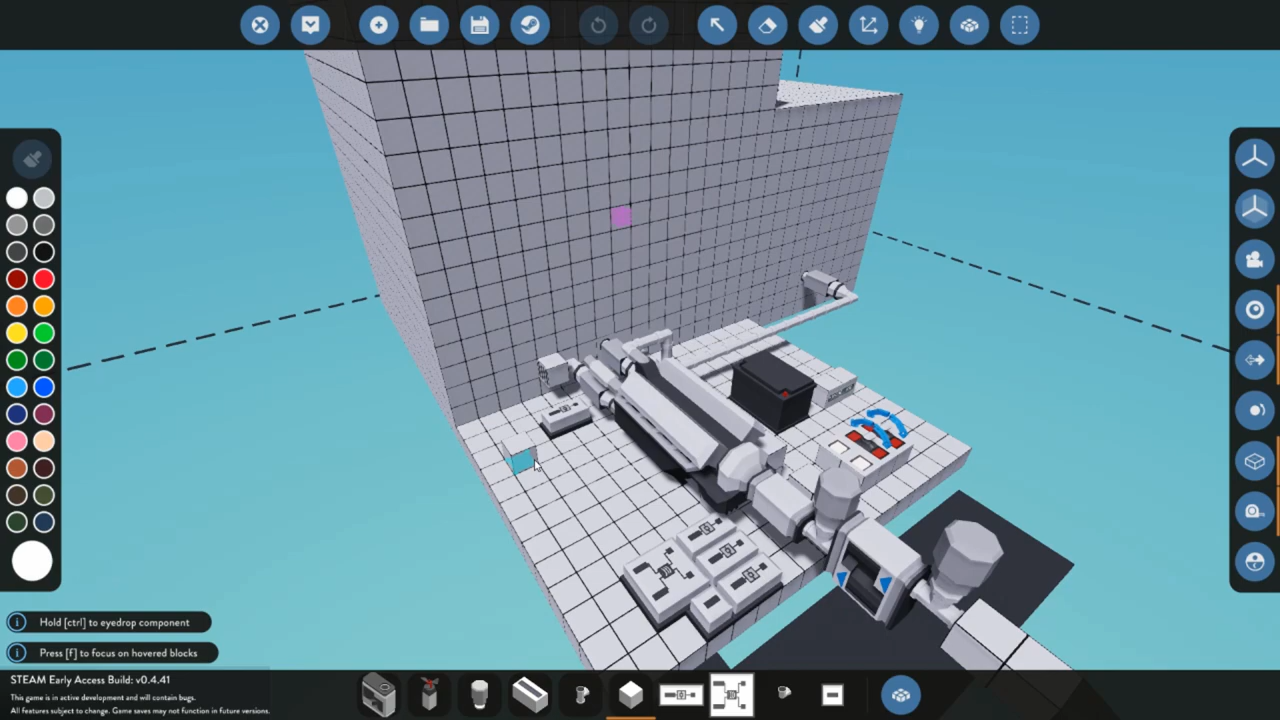 Hold [ctrl] to eyedrop component
Press [f] to focus on hovered blocks
STEAM Early Access Build: v0.4.41
This game is in active development and will contain bugs.
All features subject to change. Game saves may not function in future versions.